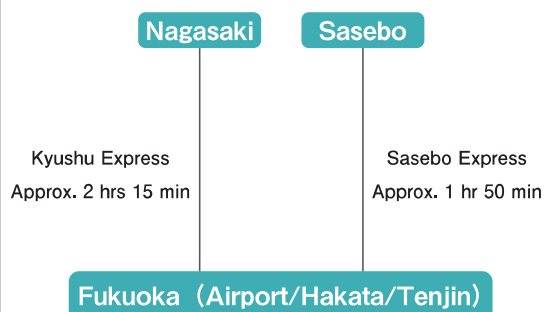 Nagasaki
Sasebo
Kyushu Express
Approx. 2 hrs 15 min
Sasebo Express
Approx. 1 hr 50 min
Fukuoka（Airport/Hakata/Tenjin）